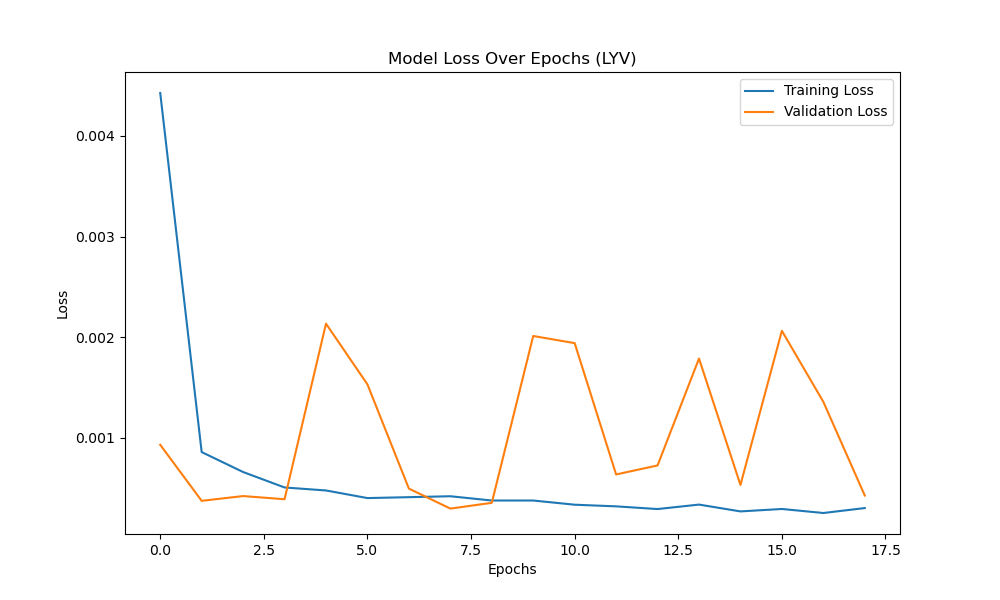 Model Loss Over Epochs (LYV)
Training Loss
Validation Loss
0.004
0.003
0.002
0.001
Loss
0.0 2.5 5.0 7.5 10.0 12.5 15.0 17.5
Epochs